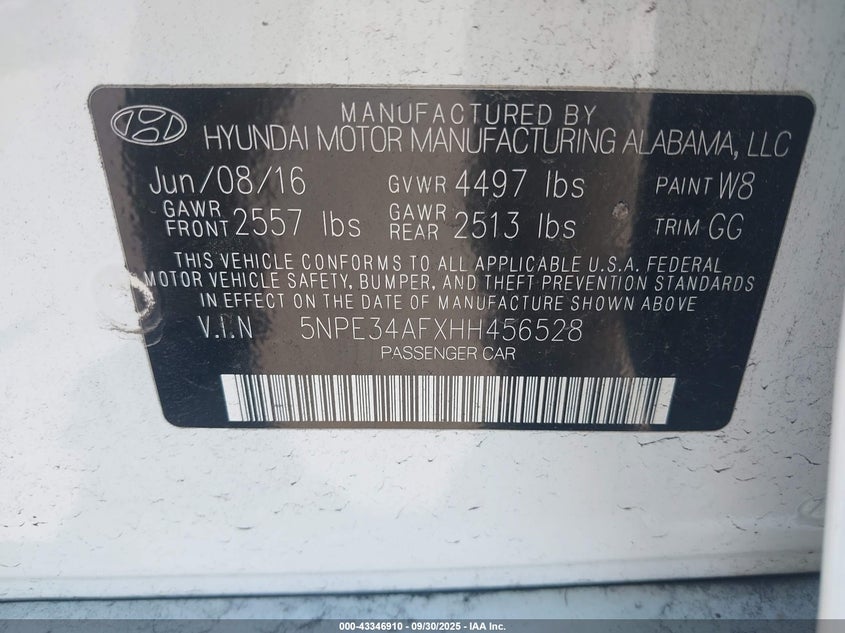 MANUFACTURED BY
HYUNDAI MOTOR MANUFACTURING ALABAMA, LLC
Jun/08/16 GVWR 4497 lbs PAINT W8
GAWR FRONT 2557 lbs GAWR REAR 2513 lbs TRIM GG
THIS VEHICLE CONFORMS TO ALL APPLICABLE U.S.A. FEDERAL
MOTOR VEHICLE SAFETY, BUMPER, AND THEFT PREVENTION STANDARDS
IN EFFECT ON THE DATE OF MANUFACTURE SHOWN ABOVE
V.I.N 5NPE34AFXHH456528
PASSENGER CAR
000-43346910 - 09/30/2025 - IAA Inc.